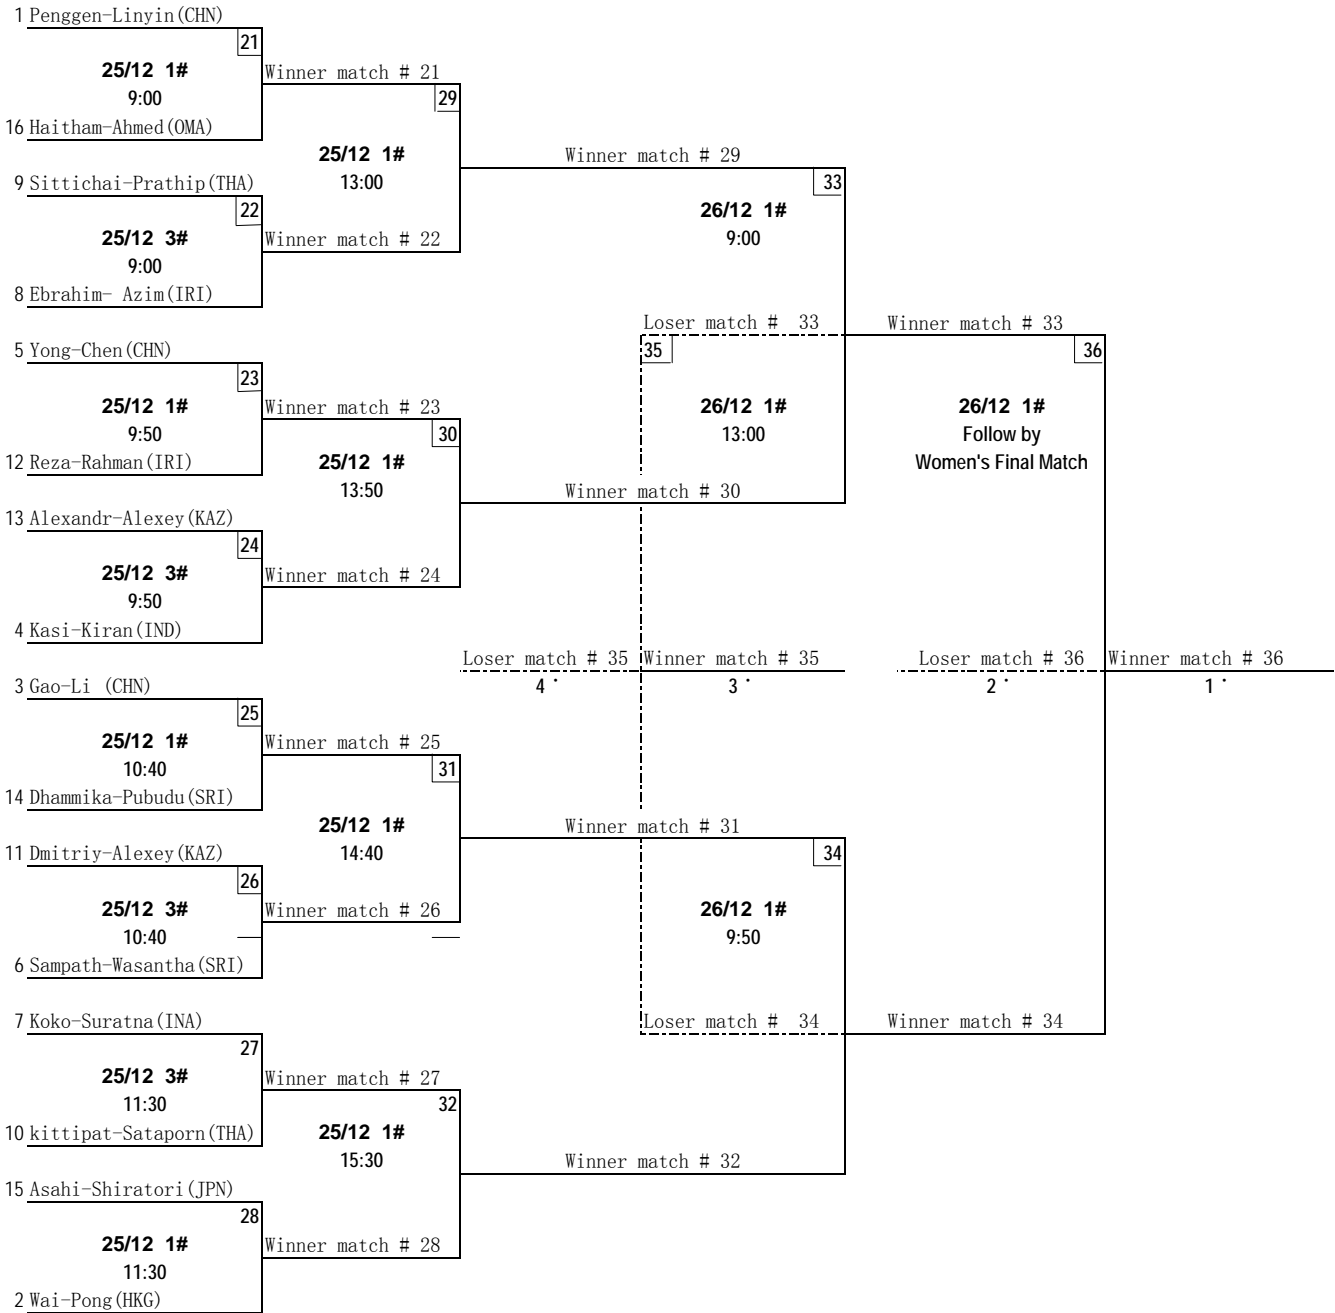 1 Penggen-Linyin(CHN)
21
25/12 1#
Winner match # 21
9:00
29
16 Haitham-Ahmed(OMA)
25/12 1#
Winner match # 29
13:00
9 Sittichai-Prathip(THA)
33
22
26/12 1#
25/12 3#
Winner match # 22
9:00
9:00
8 Ebrahim- Azim(IRI)
Loser match # 33
Winner match # 33
5 Yong-Chen(CHN)
35
36
23
25/12 1#
Winner match # 23
26/12 1#
26/12 1#
9:50
30
13:00
Follow by
12 Reza-Rahman(IRI)
25/12 1#
Women's Final Match
13:50
Winner match # 30
13 Alexandr-Alexey(KAZ)
24
25/12 3#
Winner match # 24
9:50
4 Kasi-Kiran(IND)
Loser match # 35
Winner match # 35
Loser match # 36
Winner match # 36
3 Gao-Li (CHN)
4 ·
3 ·
2 ·
1 ·
25
25/12 1#
Winner match # 25
10:40
31
14 Dhammika-Pubudu(SRI)
25/12 1#
Winner match # 31
14:40
11 Dmitriy-Alexey(KAZ)
34
26
25/12 3#
Winner match # 26
26/12 1#
10:40
9:50
6 Sampath-Wasantha(SRI)
7 Koko-Suratna(INA)
Loser match # 34
Winner match # 34
27
25/12 3#
Winner match # 27
11:30
32
10 kittipat-Sataporn(THA)
25/12 1#
15:30
Winner match # 32
15 Asahi-Shiratori(JPN)
28
25/12 1#
Winner match # 28
11:30
2 Wai-Pong(HKG)